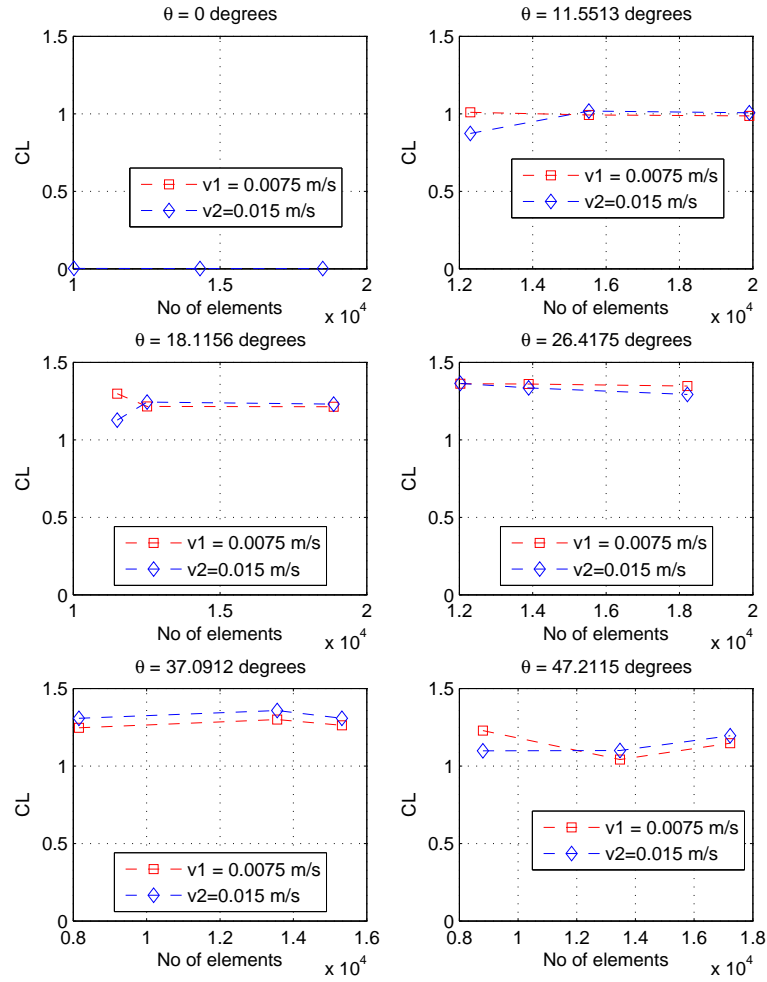 θ = 0 degrees
1.5
1
0.5
0
CL
v1 = 0.0075 m/s
v2=0.015 m/s
1
1.5
2
No of elements
x 10^4
θ = 11.5513 degrees
1.5
1
0.5
0
CL
v1 = 0.0075 m/s
v2=0.015 m/s
1.2
1.4
1.6
1.8
2
No of elements
x 10^4
θ = 18.1156 degrees
1.5
1
0.5
0
CL
v1 = 0.0075 m/s
v2=0.015 m/s
1
1.5
2
No of elements
x 10^4
θ = 26.4175 degrees
1.5
1
0.5
0
CL
v1 = 0.0075 m/s
v2=0.015 m/s
1.2
1.4
1.6
1.8
2
No of elements
x 10^4
θ = 37.0912 degrees
1.5
1
0.5
0
CL
v1 = 0.0075 m/s
v2=0.015 m/s
0.8
1
1.2
1.4
1.6
No of elements
x 10^4
θ = 47.2115 degrees
1.5
1
0.5
0
CL
v1 = 0.0075 m/s
v2=0.015 m/s
0.8
1
1.2
1.4
1.6
1.8
No of elements
x 10^4